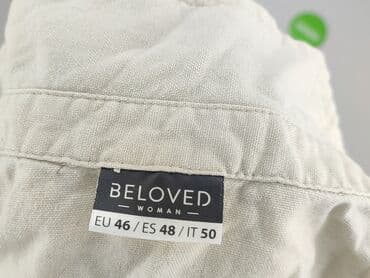 BELOVED
— WOMAN —
EU 46 / ES 48 / IT 50